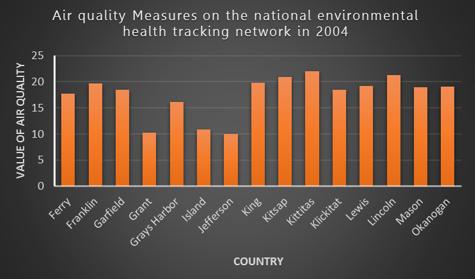 Air quality Measures on the national environmental
health tracking network in 2004
VALUE OF AIR QUALITY
25
20
15
10
5
0
Ferry
Franklin
Garfield
Grant
Grays Harbor
Island
Jefferson
King
Kitsap
Kittitas
Klickitat
Lewis
Lincoln
Mason
Okanogan
COUNTRY